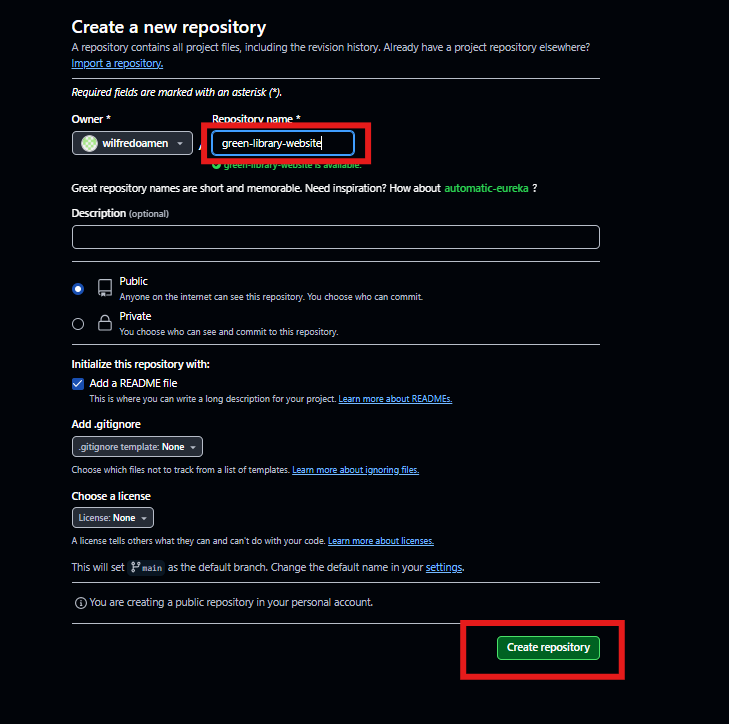 Create a new repository
A repository contains all project files, including the revision history. Already have a project repository elsewhere?
Import a repository.
Required fields are marked with an asterisk (*).
Owner * Repository name *
wilfredoamen / green-library-website
green-library-website is available.
Great repository names are short and memorable. Need inspiration? How about automatic-eureka ?
Description (optional)
Public
Anyone on the internet can see this repository. You choose who can commit.
Private
You choose who can see and commit to this repository.
Initialize this repository with:
Add a README file
This is where you can write a long description for your project. Learn more about READMEs.
Add .gitignore
.gitignore template: None
Choose which files not to track from a list of templates. Learn more about ignoring files.
Choose a license
License: None
A license tells others what they can and can't do with your code. Learn more about licenses.
This will set main as the default branch. Change the default name in your settings.
You are creating a public repository in your personal account.
Create repository